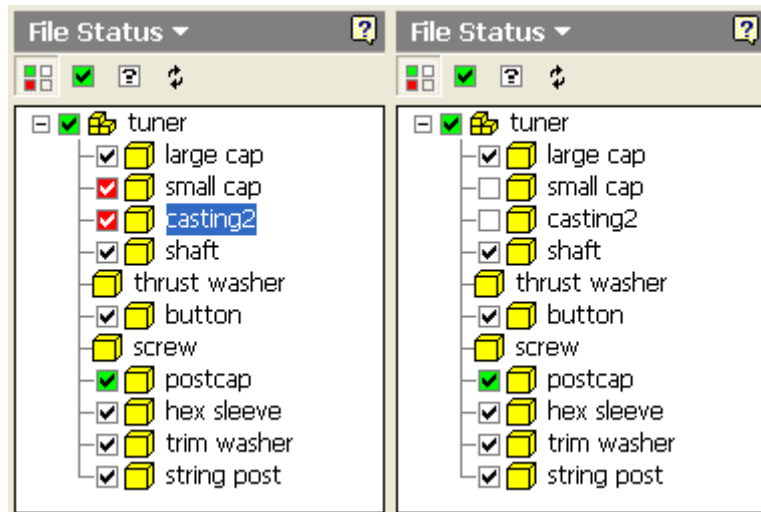 File Status
tuner
large cap
small cap
casting2
shaft
thrust washer
button
screw
postcap
hex sleeve
trim washer
string post
File Status
tuner
large cap
small cap
casting2
shaft
thrust washer
button
screw
postcap
hex sleeve
trim washer
string post